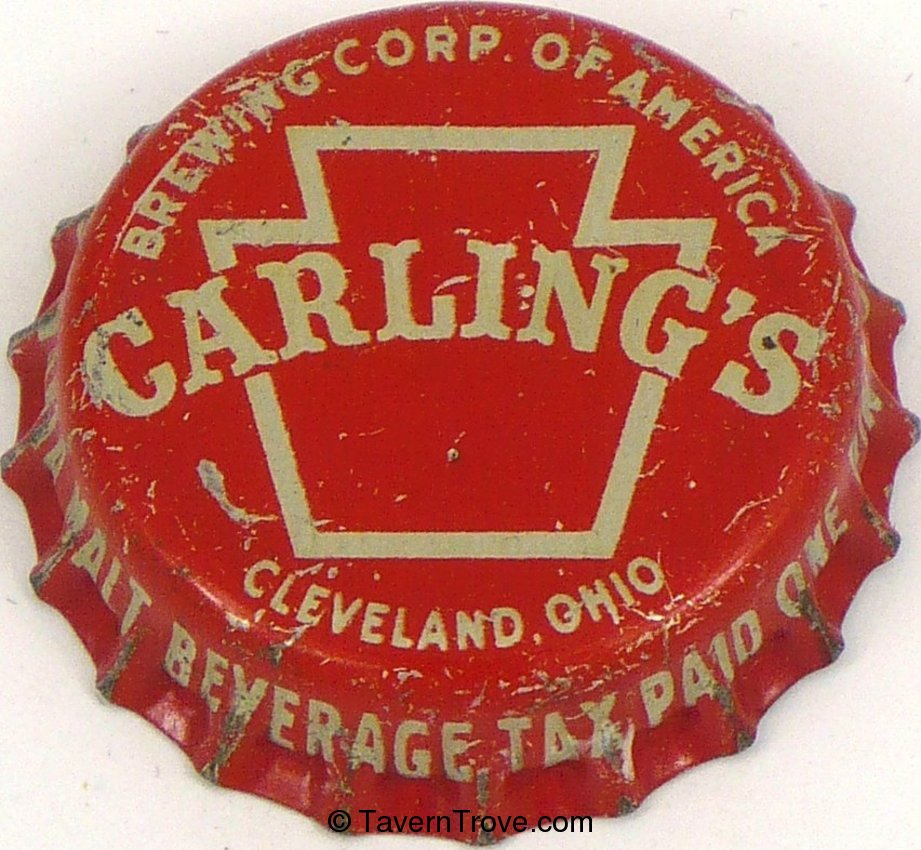 BREWING CORP. OF AMERICA
CARLING'S
CLEVELAND, OHIO
MALT BEVERAGE TAX PAID ONE
© TavernTrove.com